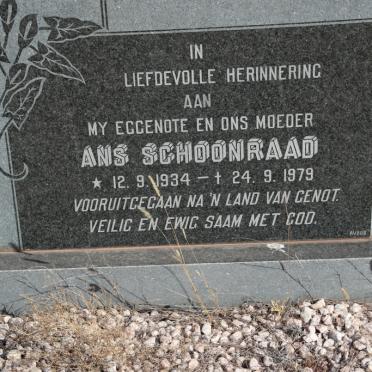 IN
LIEFDEVOLLE HERINNERING
AAN
MY EGGENOTE EN ONS MOEDER
ANS SCHOONRAAD
* 12. 9. 1934 – † 24. 9. 1979
VOORUITGEGAAN NA 'N LAND VAN GENOT.
VEILIG EN EWIG SAAM MET GOD.